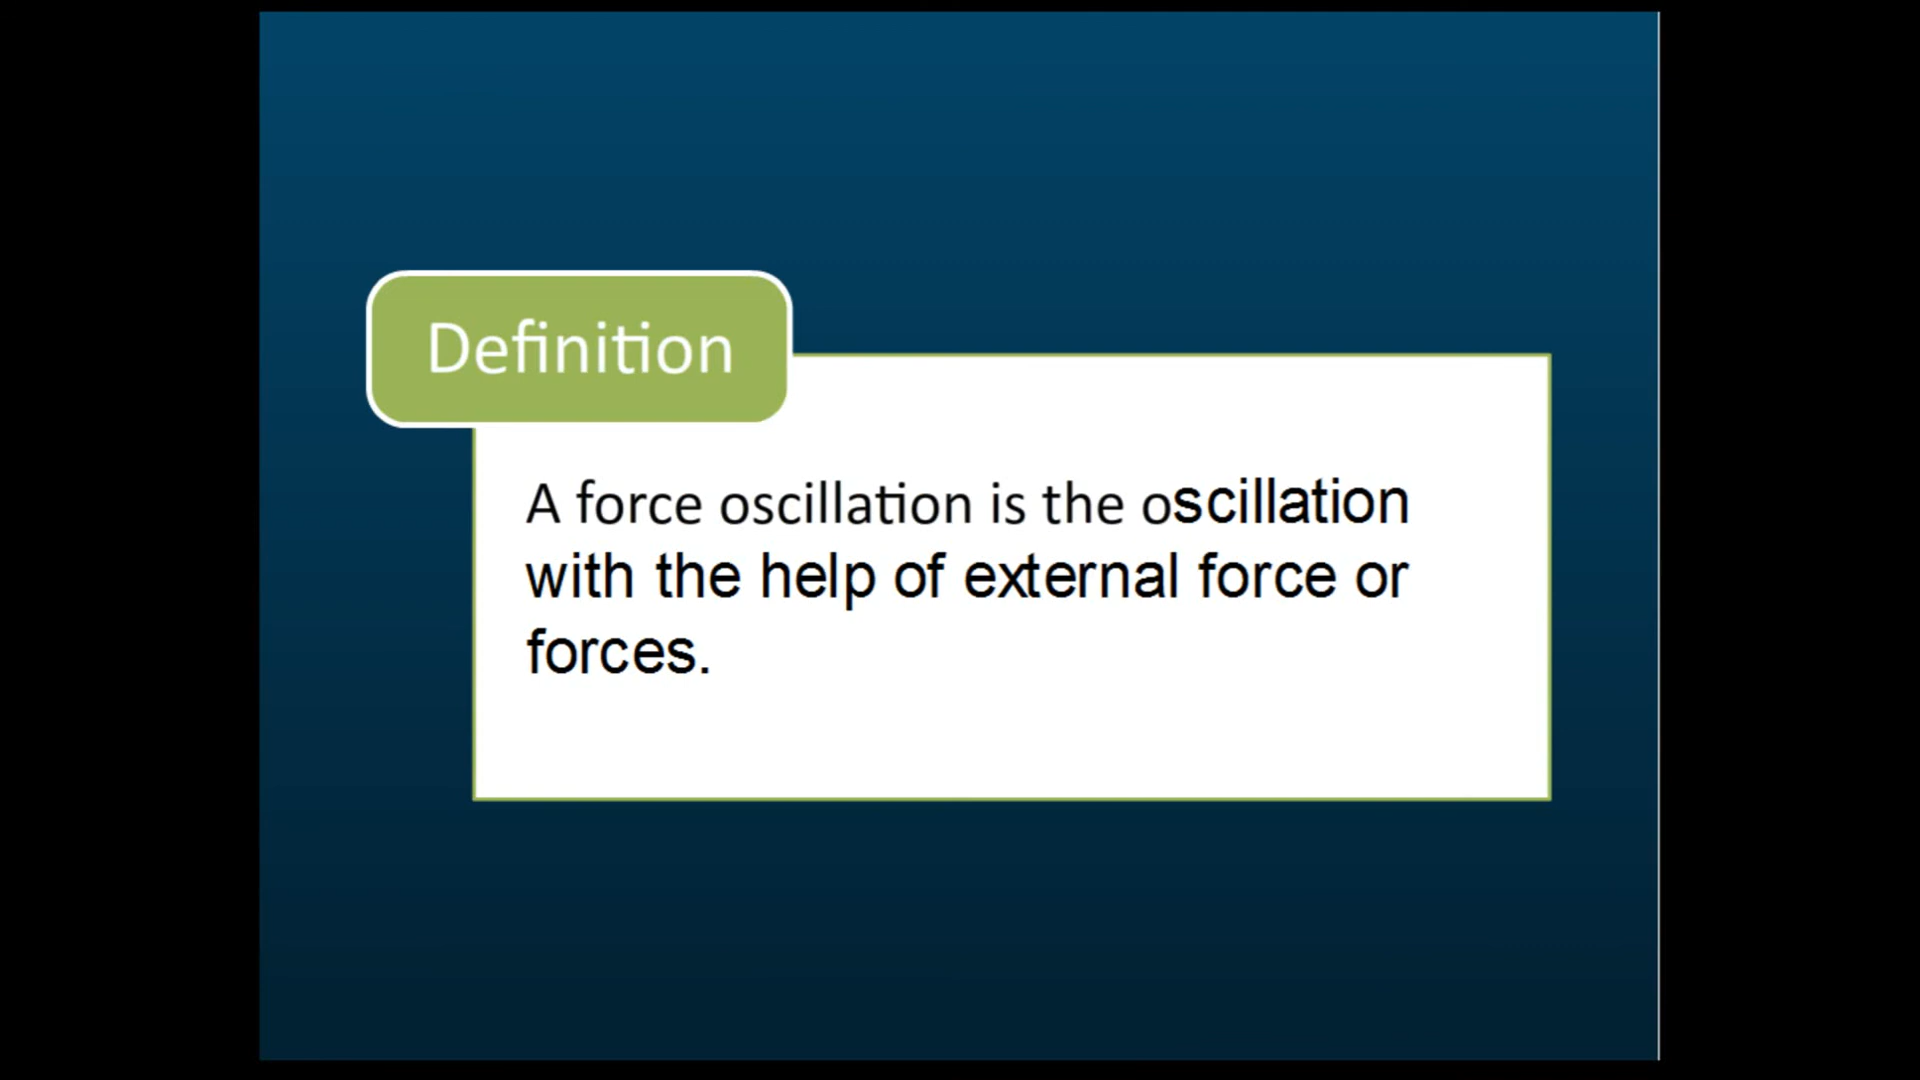 Definition
A force oscillation is the oscillation
with the help of external force or
forces.